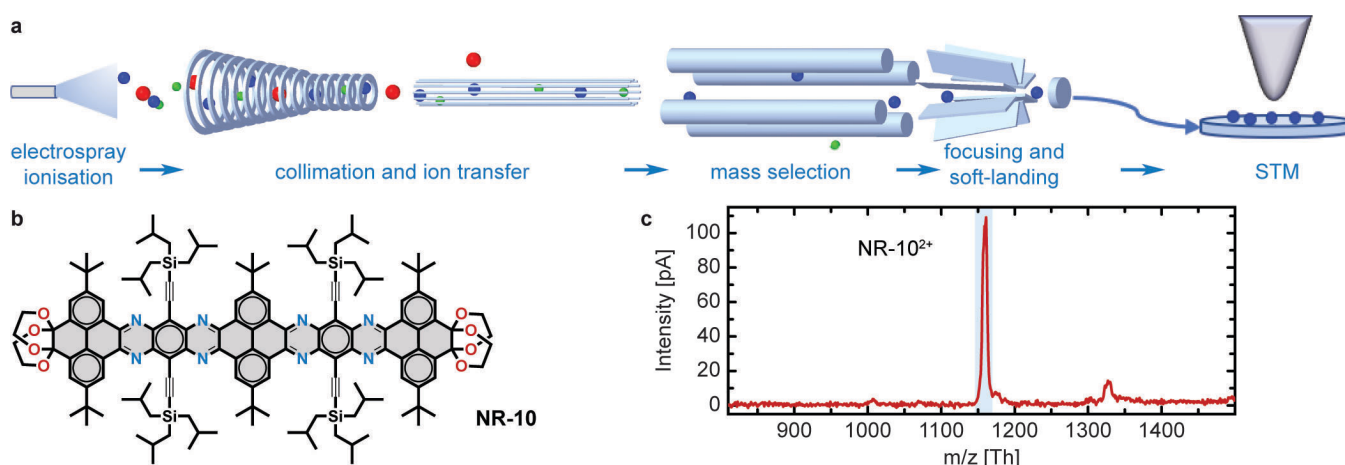 a
electrospray
ionisation
collimation and ion transfer
mass selection
focusing and
soft-landing
STM
b
Si
Si
O
O
O
O
N
N
N
N
N
N
N
N
O
O
O
O
Si
Si
NR-10
c
NR-10²⁺
Intensity [pA]
100
80
60
40
20
0
900
1000
1100
1200
1300
1400
m/z [Th]